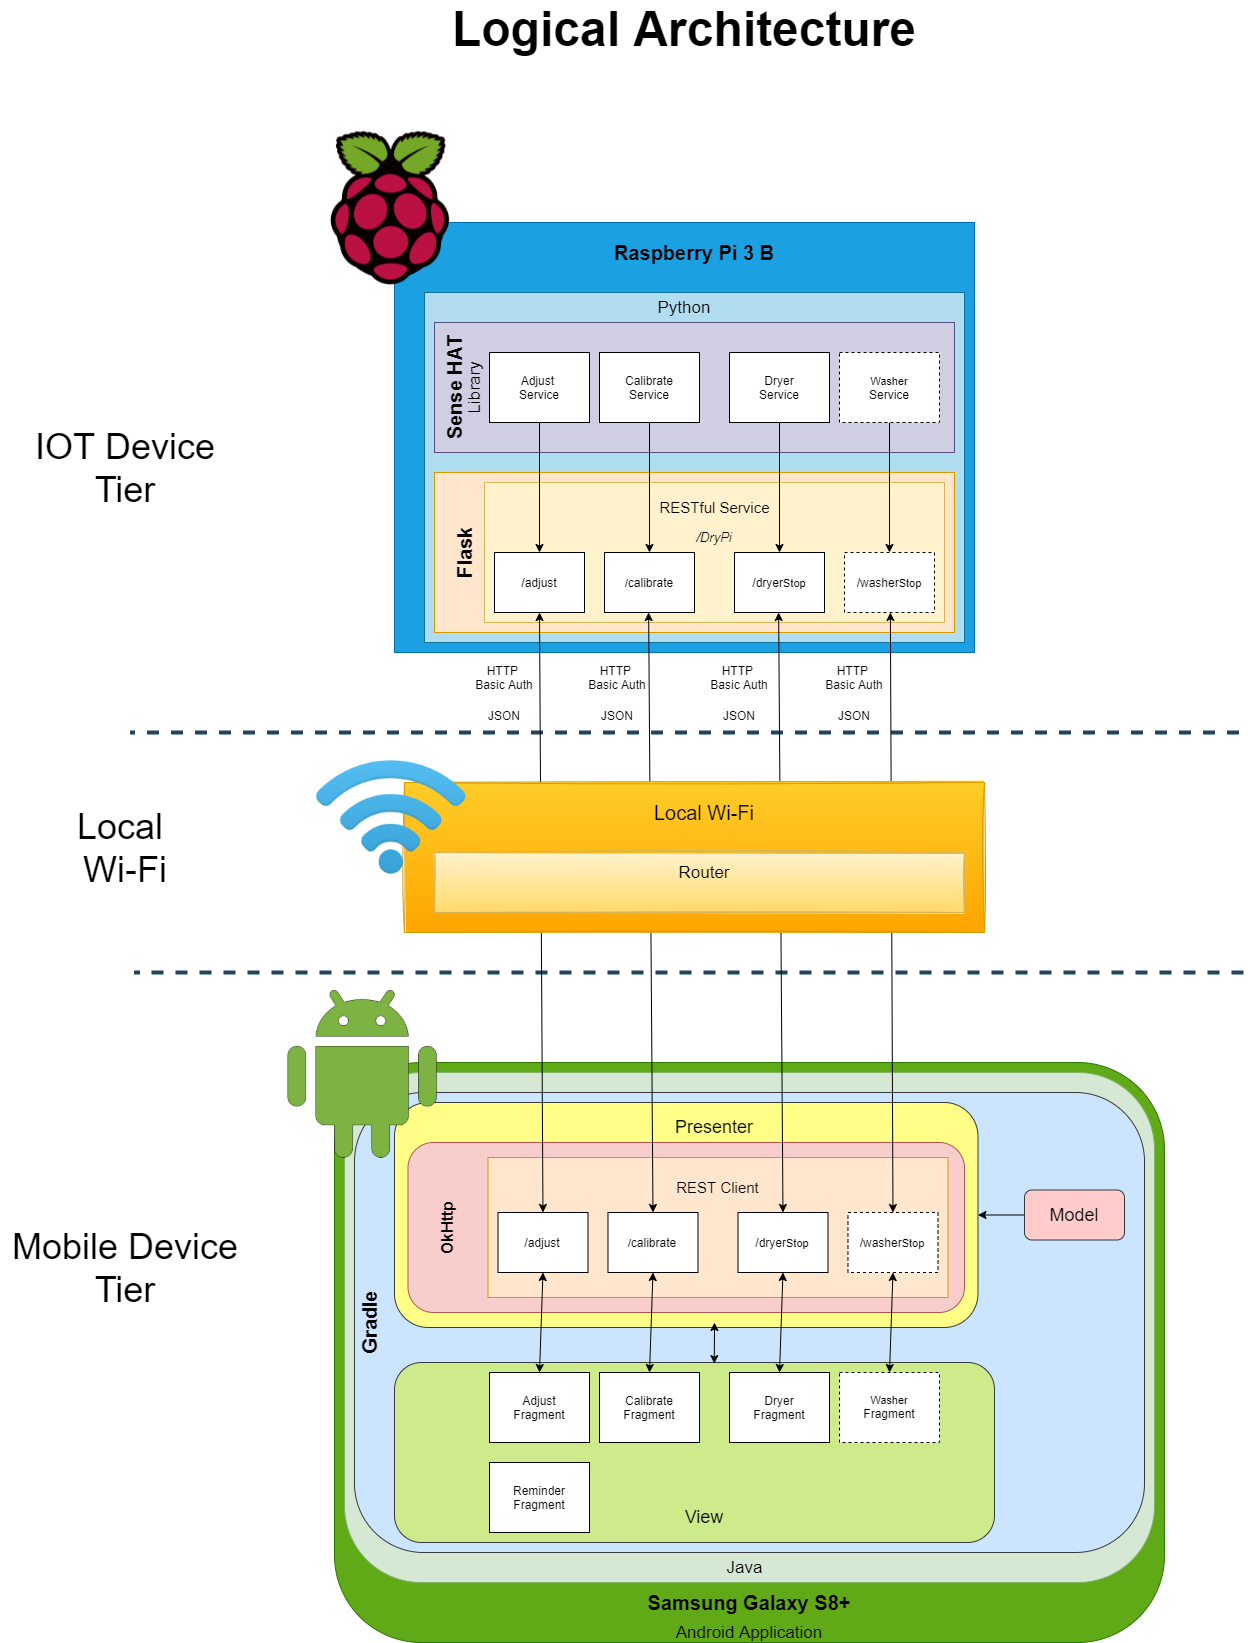 Logical Architecture
Raspberry Pi 3 B
Python
Sense HAT
Library
Adjust
Service
Calibrate
Service
Dryer
Service
Washer
Service
IOT Device
Tier
Flask
RESTful Service
/DryPi
/adjust
/calibrate
/dryerStop
/washerStop
HTTP
Basic Auth
JSON
HTTP
Basic Auth
JSON
HTTP
Basic Auth
JSON
HTTP
Basic Auth
JSON
Local
Wi-Fi
Local Wi-Fi
Router
Presenter
OkHttp
REST Client
/adjust
/calibrate
/dryerStop
/washerStop
Model
Mobile Device
Tier
Gradle
Adjust
Fragment
Calibrate
Fragment
Dryer
Fragment
Washer
Fragment
Reminder
Fragment
View
Java
Samsung Galaxy S8+
Android Application